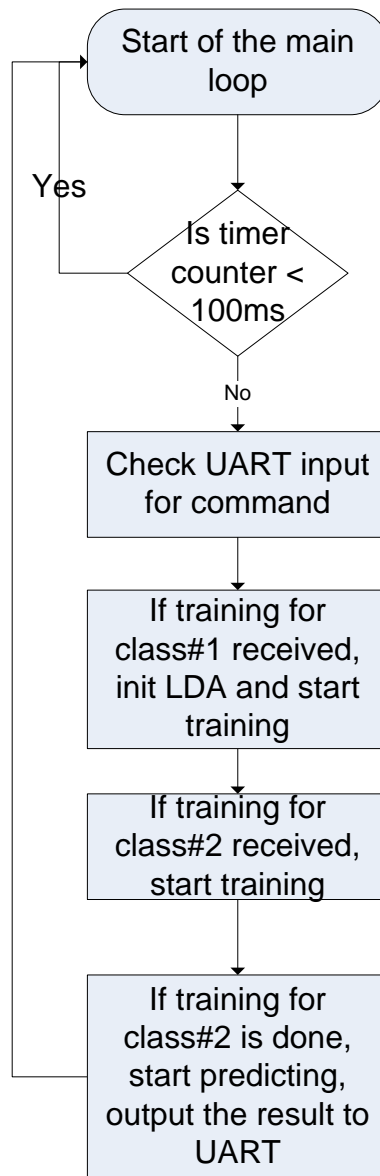 Start of the main
loop
Yes
Is timer
counter <
100ms
No
Check UART input
for command
If training for
class#1 received,
init LDA and start
training
If training for
class#2 received,
start training
If training for
class#2 is done,
start predicting,
output the result to
UART